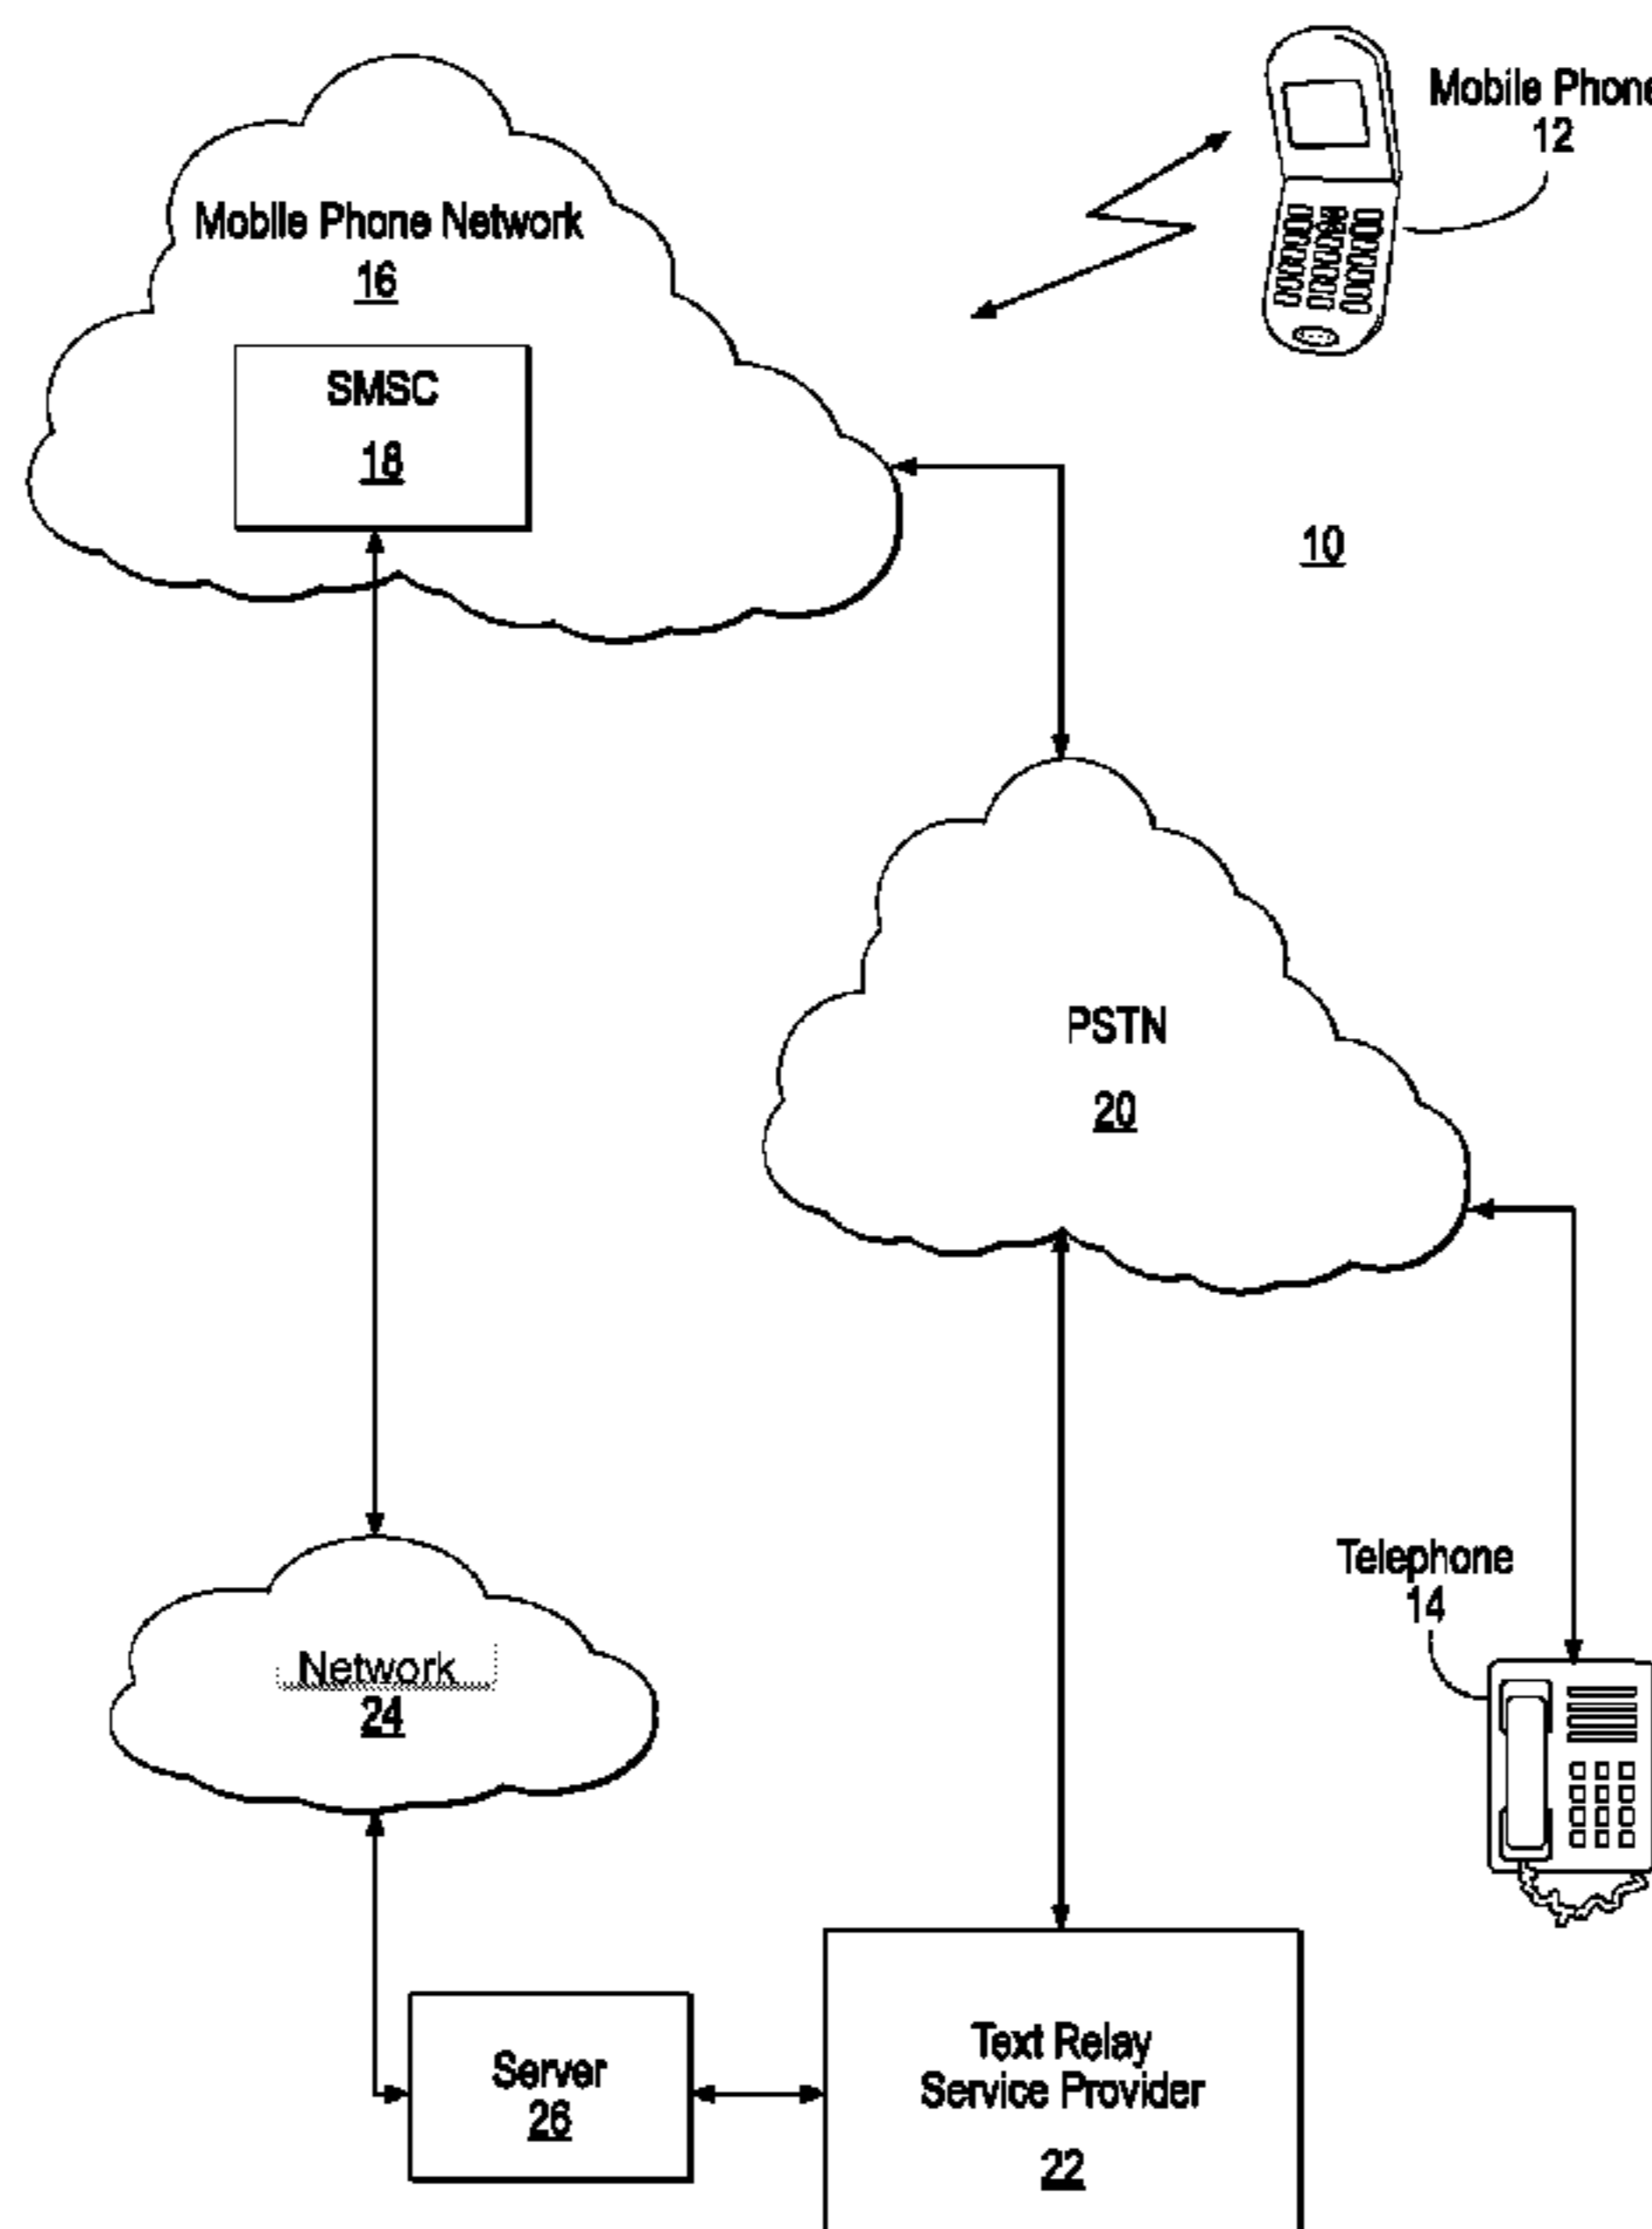 Mobile Phone
12
Mobile Phone Network
16
SMSC
18
10
PSTN
20
Telephone
14
Network
24
Server
26
Text Relay
Service Provider
22